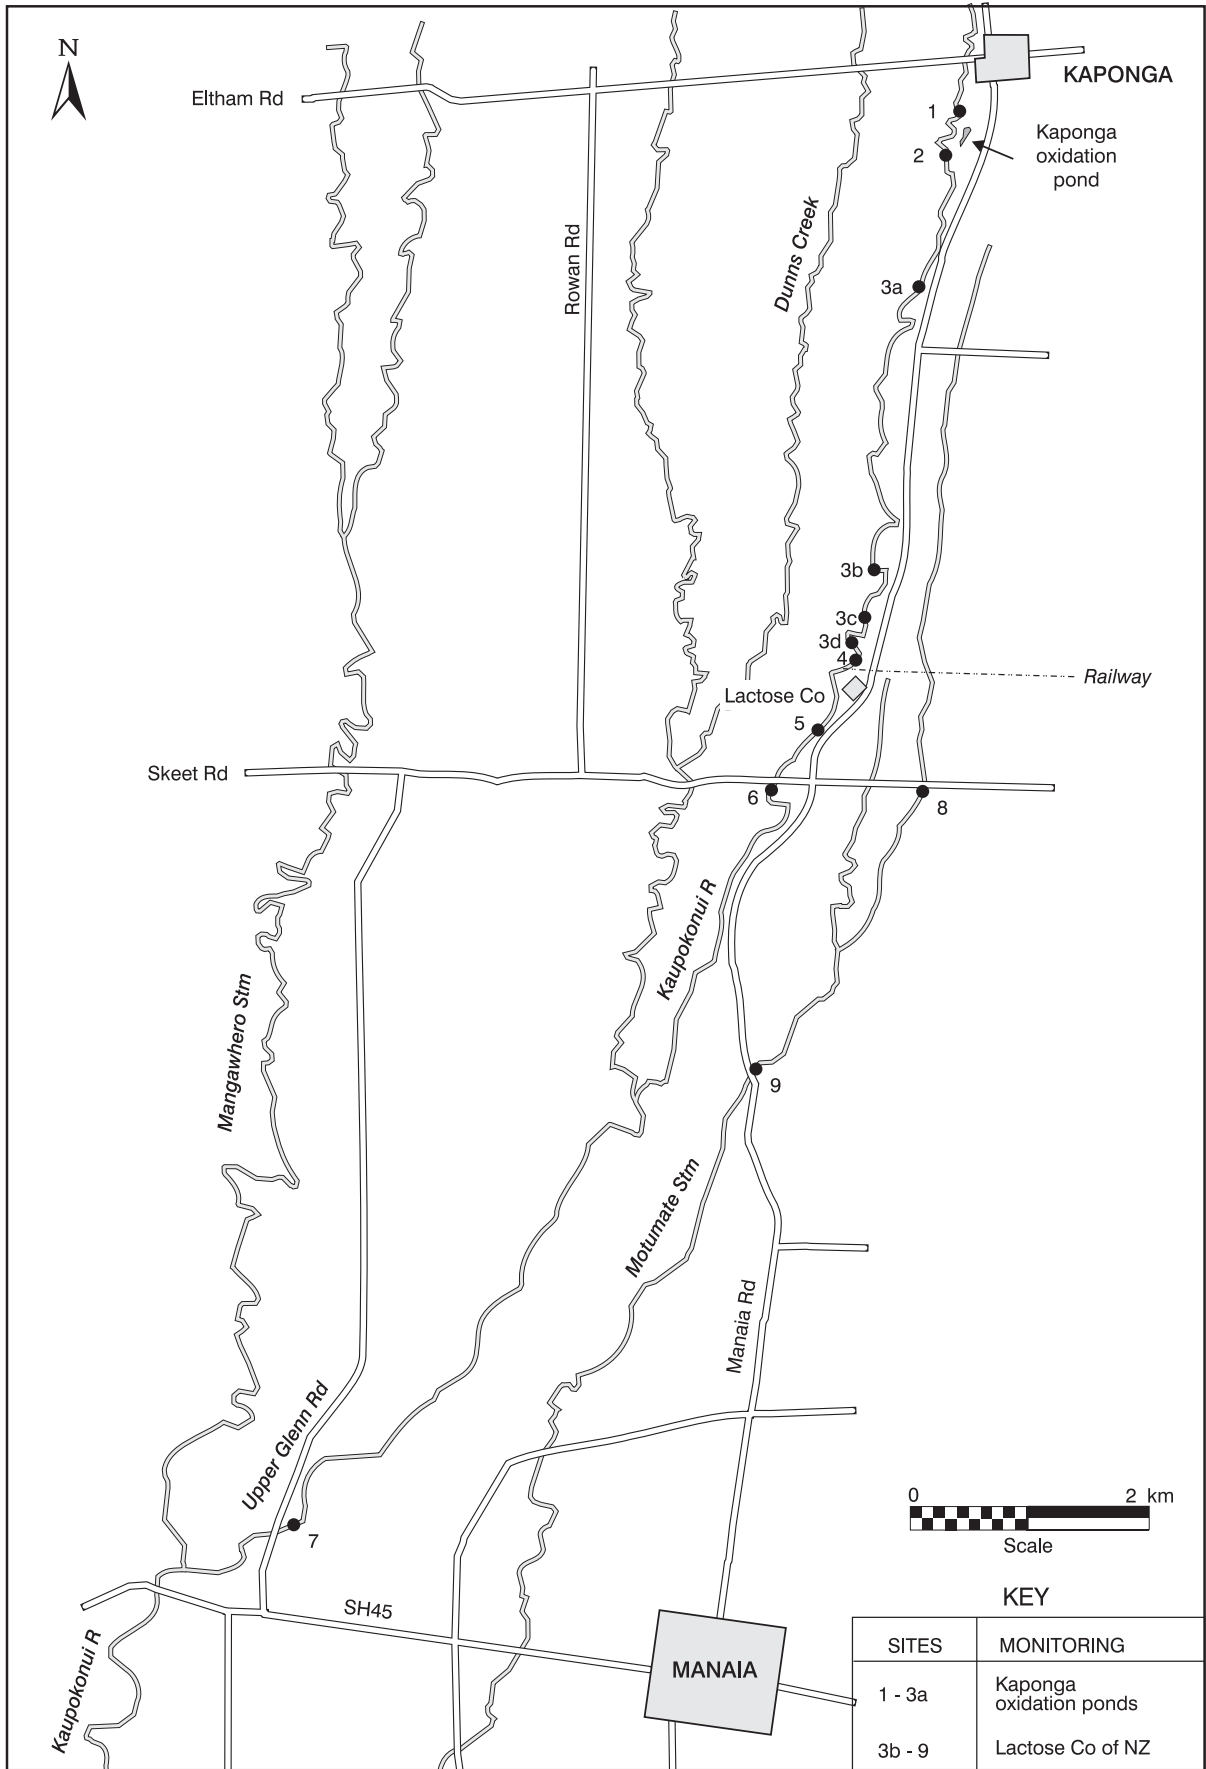 N
KAPONGA
Eltham Rd
1
Kaponga
oxidation
pond
2
Dunns Creek
Rowan Rd
3a
3b
3c
3d
4
Railway
Lactose Co
5
Skeet Rd
6
8
Kaupokonui R
Mangawhero Stm
9
Motumate Stm
Manaia Rd
Upper Glenn Rd
7
0 2 km
Scale
SH45
MANAIA
Kaupokonui R
KEY
SITES MONITORING
1 - 3a Kaponga
oxidation ponds
3b - 9 Lactose Co of NZ